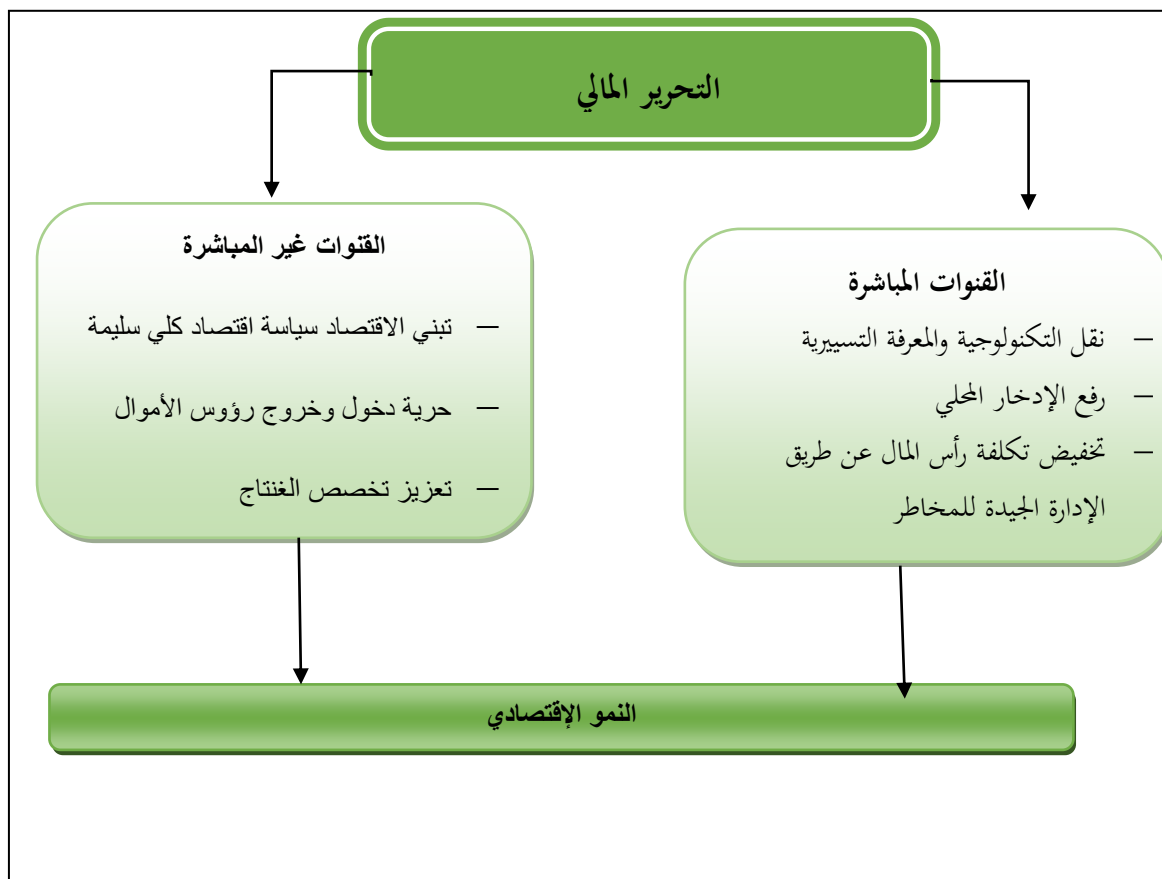 التحرير المالي
القنوات المباشرة
— نقل التكنولوجية والمعرفة التسييرية
— رفع الإدخار المحلي
— تخفيض تكلفة رأس المال عن طريق
الإدارة الجيدة للمخاطر
القنوات غير المباشرة
— تبني الاقتصاد سياسة اقتصاد كلي سليمة
— حرية دخول وخروج رؤوس الأموال
— تعزيز تخصص الغنتاج
النمو الإقتصادي